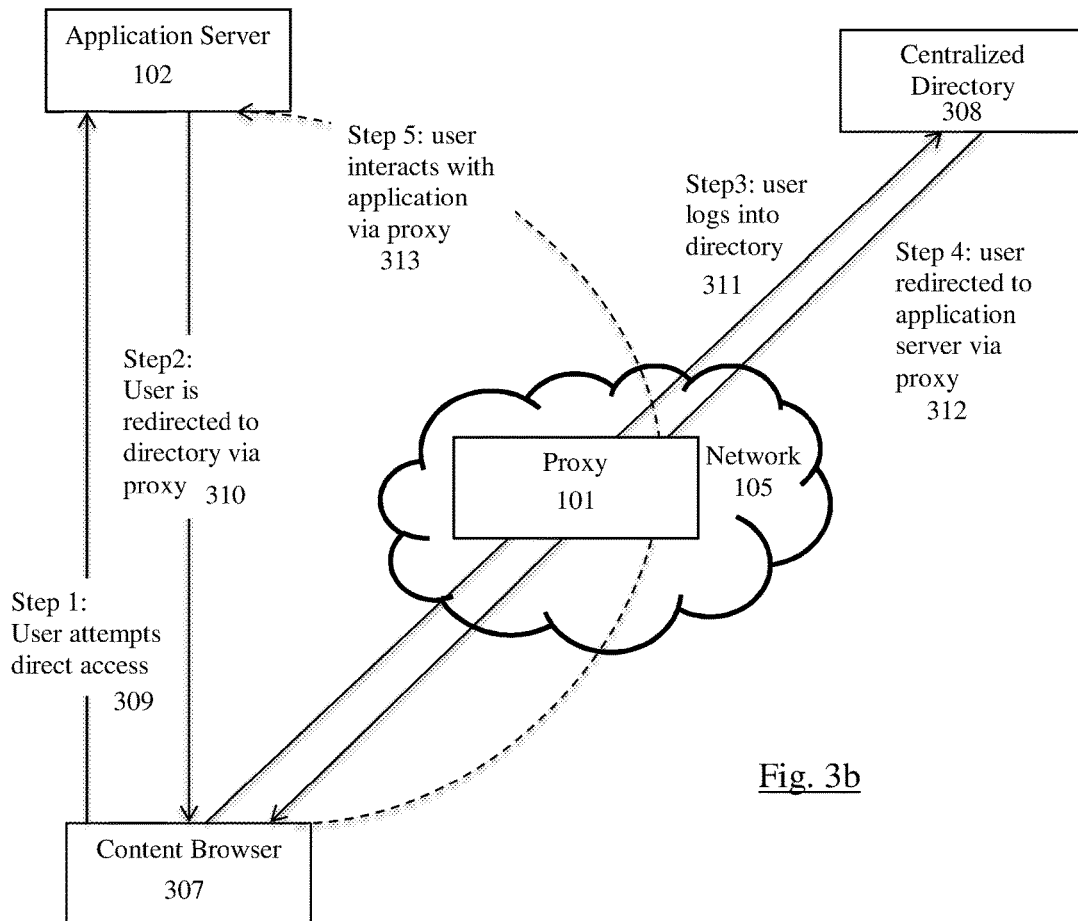 Application Server
102
Centralized
Directory
308
Step 5: user
interacts with
application
via proxy
313
Step3: user
logs into
directory
311
Step 4: user
redirected to
application
server via
proxy
312
Step2:
User is
redirected to
directory via
proxy
310
Proxy
101
Network
105
Step 1:
User attempts
direct access
309
Fig. 3b
Content Browser
307